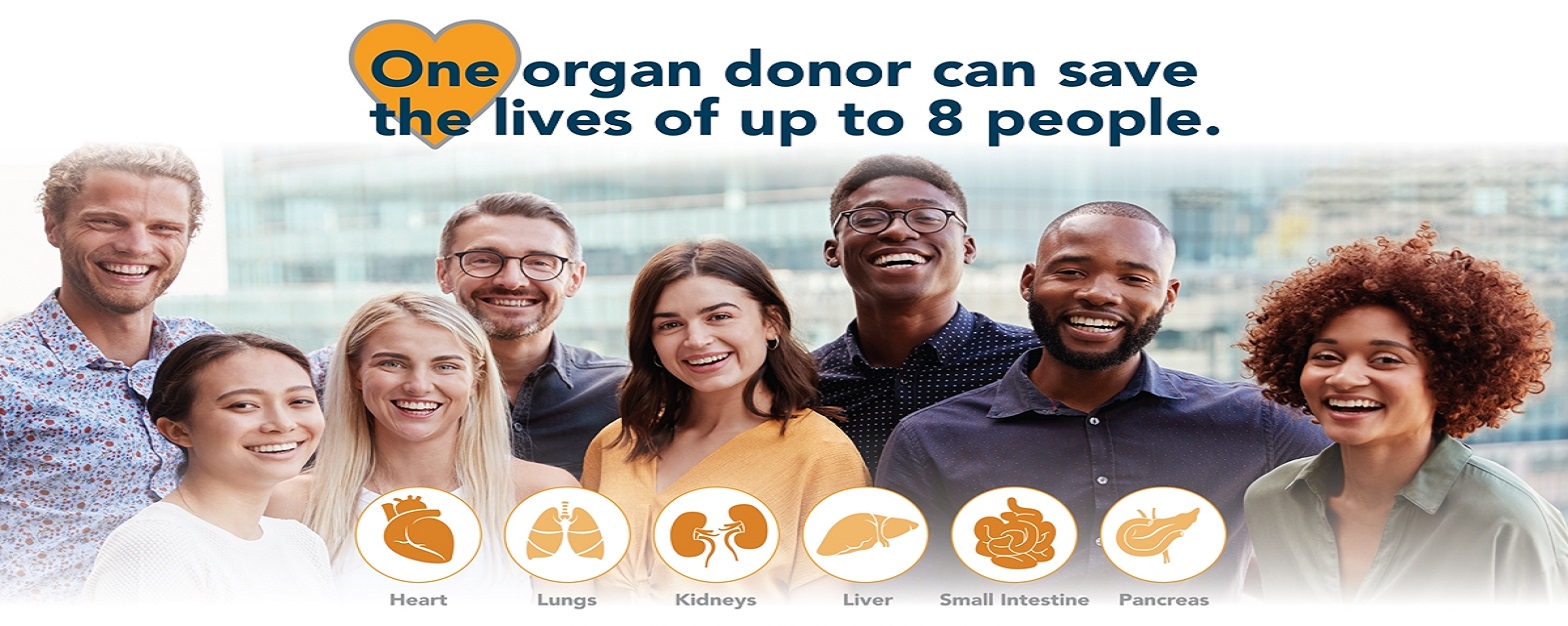 One organ donor can save
the lives of up to 8 people.
Heart Lungs Kidneys Liver Small Intestine Pancreas